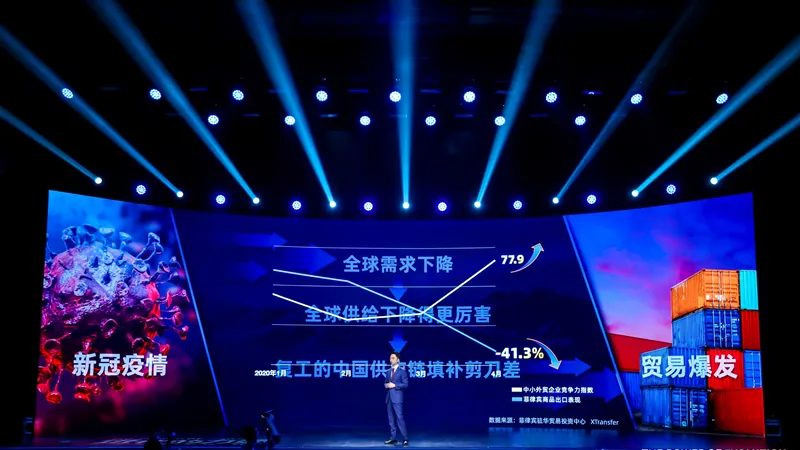 全球需求下降
77.9
全球供给下降得更厉害
新冠疫情
复工的中国供应链填补剪刀差
-41.3%
贸易爆发
2020年1月
2月
3月
4月
中小外贸企业竞争力指数
菲律宾商品出口表现
数据来源：菲律宾驻华贸易投资中心 XTransfer